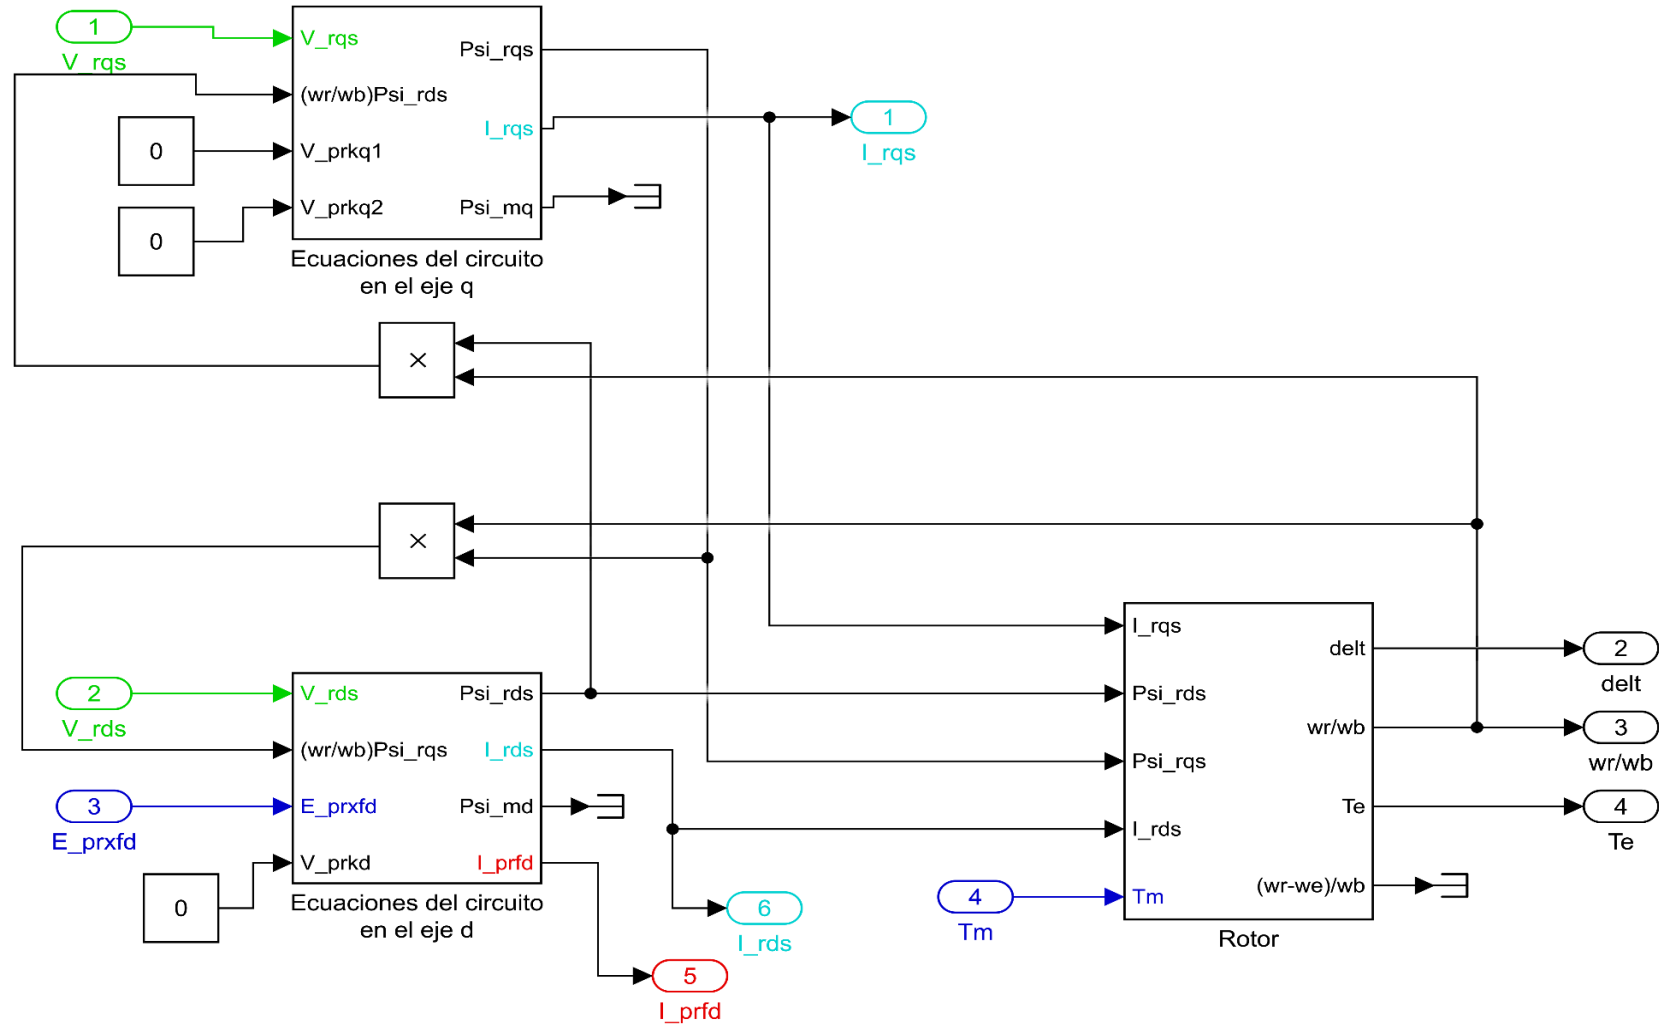 1
V_rqs
V_rqs
(wr/wb)Psi_rds
V_prkq1
V_prkq2
Psi_rqs
I_rqs
Psi_mq
0
0
Ecuaciones del circuito
en el eje q
1
I_rqs
×
×
2
V_rds
3
E_prxfd
0
V_rds
(wr/wb)Psi_rqs
E_prxfd
V_prkd
Psi_rds
I_rds
Psi_md
I_prfd
Ecuaciones del circuito
en el eje d
6
I_rds
5
I_prfd
4
Tm
I_rqs
Psi_rds
Psi_rqs
I_rds
Tm
delt
wr/wb
Te
(wr-we)/wb
Rotor
2
delt
3
wr/wb
4
Te